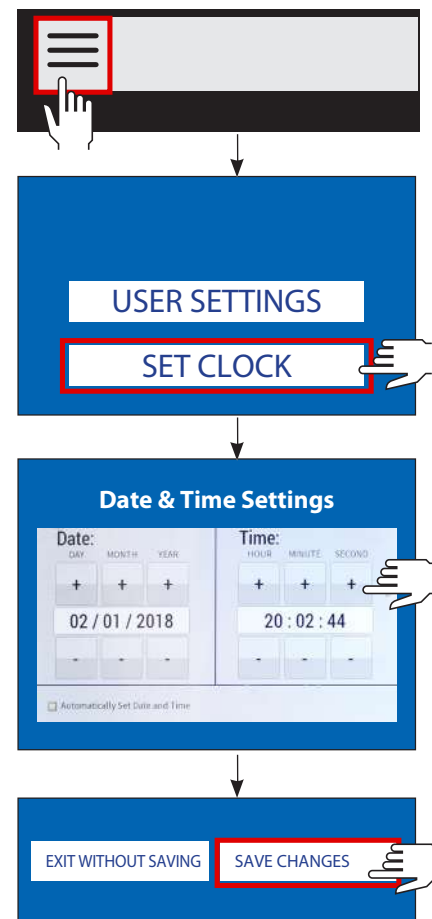 USER SETTINGS
SET CLOCK
Date & Time Settings
Date: Time:
DAY MONTH YEAR HOUR MINUTE SECOND
+ + + + + +
02 / 01 / 2018 20 : 02 : 44
- - - - - -
Automatically Set Date and Time
EXIT WITHOUT SAVING SAVE CHANGES